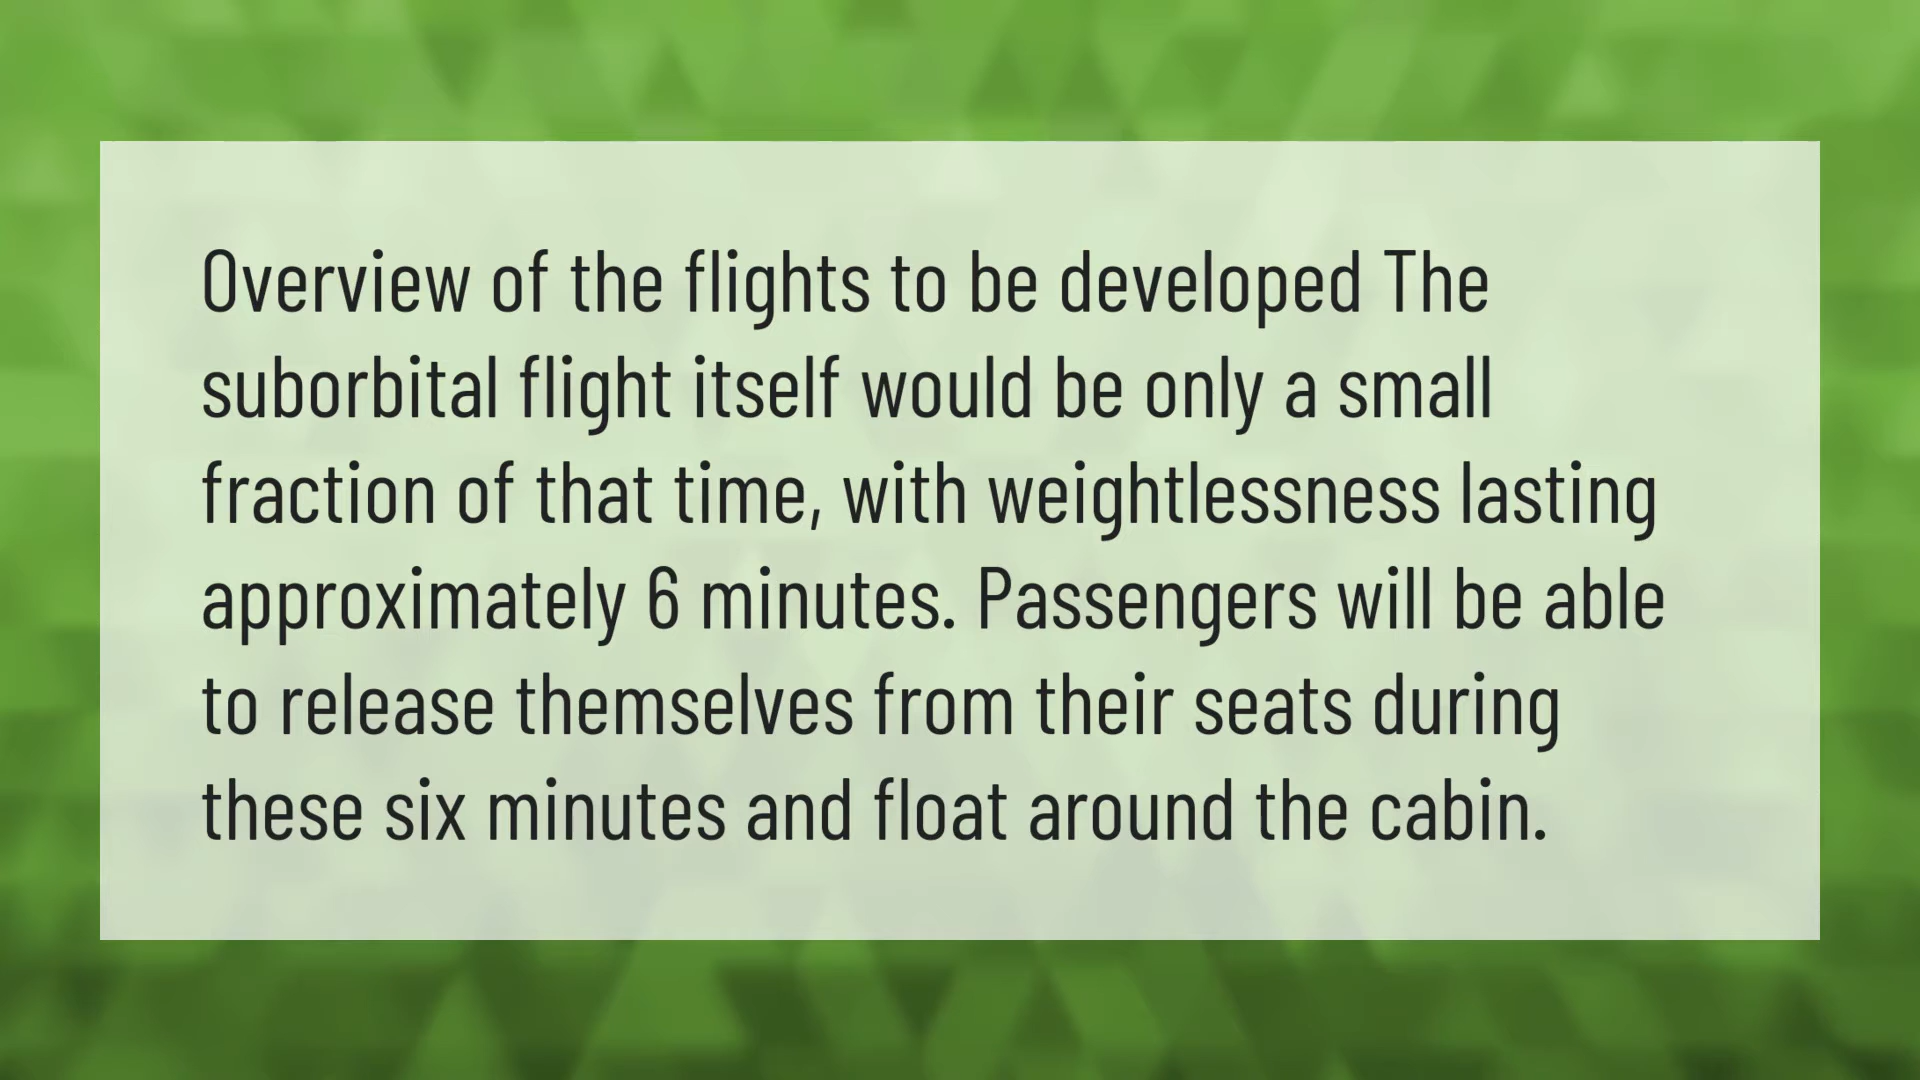 Overview of the flights to be developed The
suborbital flight itself would be only a small
fraction of that time, with weightlessness lasting
approximately 6 minutes. Passengers will be able
to release themselves from their seats during
these six minutes and float around the cabin.